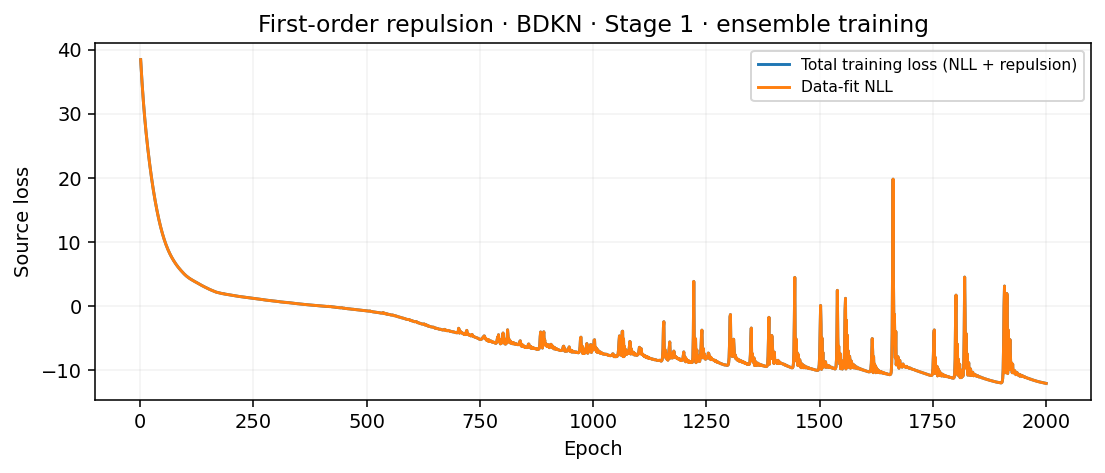 First-order repulsion · BDKN · Stage 1 · ensemble training
Total training loss (NLL + repulsion)
Data-fit NLL
Source loss
40
30
20
10
0
−10
0 250 500 750 1000 1250 1500 1750 2000
Epoch